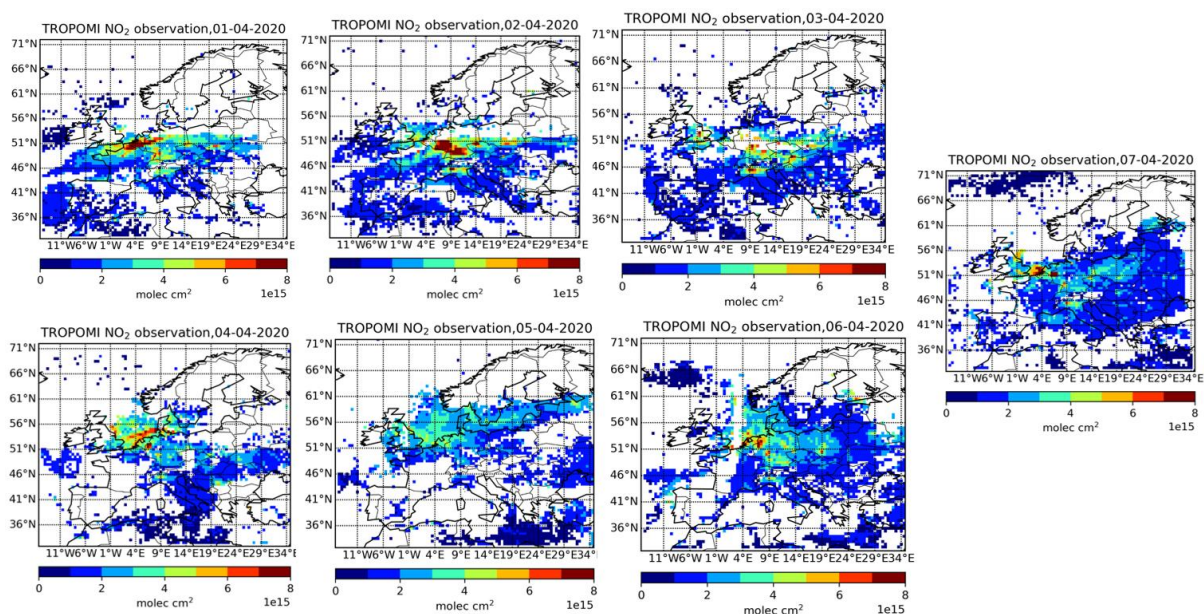 TROPOMI NO₂ observation,01-04-2020
71°N
66°N
61°N
56°N
51°N
46°N
41°N
36°N
11°W6°W 1°W 4°E 9°E14°E19°E24°E29°E34°E
0 2 4 6 8
molec cm² 1e15
TROPOMI NO₂ observation,02-04-2020
71°N
66°N
61°N
56°N
51°N
46°N
41°N
36°N
11°W6°W 1°W 4°E 9°E14°E19°E24°E29°E34°E
0 2 4 6 8
molec cm² 1e15
TROPOMI NO₂ observation,03-04-2020
71°N
66°N
61°N
56°N
51°N
46°N
41°N
36°N
11°W6°W 1°W 4°E 9°E14°E19°E24°E29°E34°E
0 2 4 6 8
molec cm² 1e15
TROPOMI NO₂ observation,07-04-2020
71°N
66°N
61°N
56°N
51°N
46°N
41°N
36°N
11°W6°W 1°W 4°E 9°E14°E19°E24°E29°E34°E
0 2 4 6 8
molec cm² 1e15
TROPOMI NO₂ observation,04-04-2020
71°N
66°N
61°N
56°N
51°N
46°N
41°N
36°N
11°W6°W 1°W 4°E 9°E14°E19°E24°E29°E34°E
0 2 4 6 8
molec cm² 1e15
TROPOMI NO₂ observation,05-04-2020
71°N
66°N
61°N
56°N
51°N
46°N
41°N
36°N
11°W6°W 1°W 4°E 9°E14°E19°E24°E29°E34°E
0 2 4 6 8
molec cm² 1e15
TROPOMI NO₂ observation,06-04-2020
71°N
66°N
61°N
56°N
51°N
46°N
41°N
36°N
11°W6°W 1°W 4°E 9°E14°E19°E24°E29°E34°E
0 2 4 6 8
molec cm² 1e15